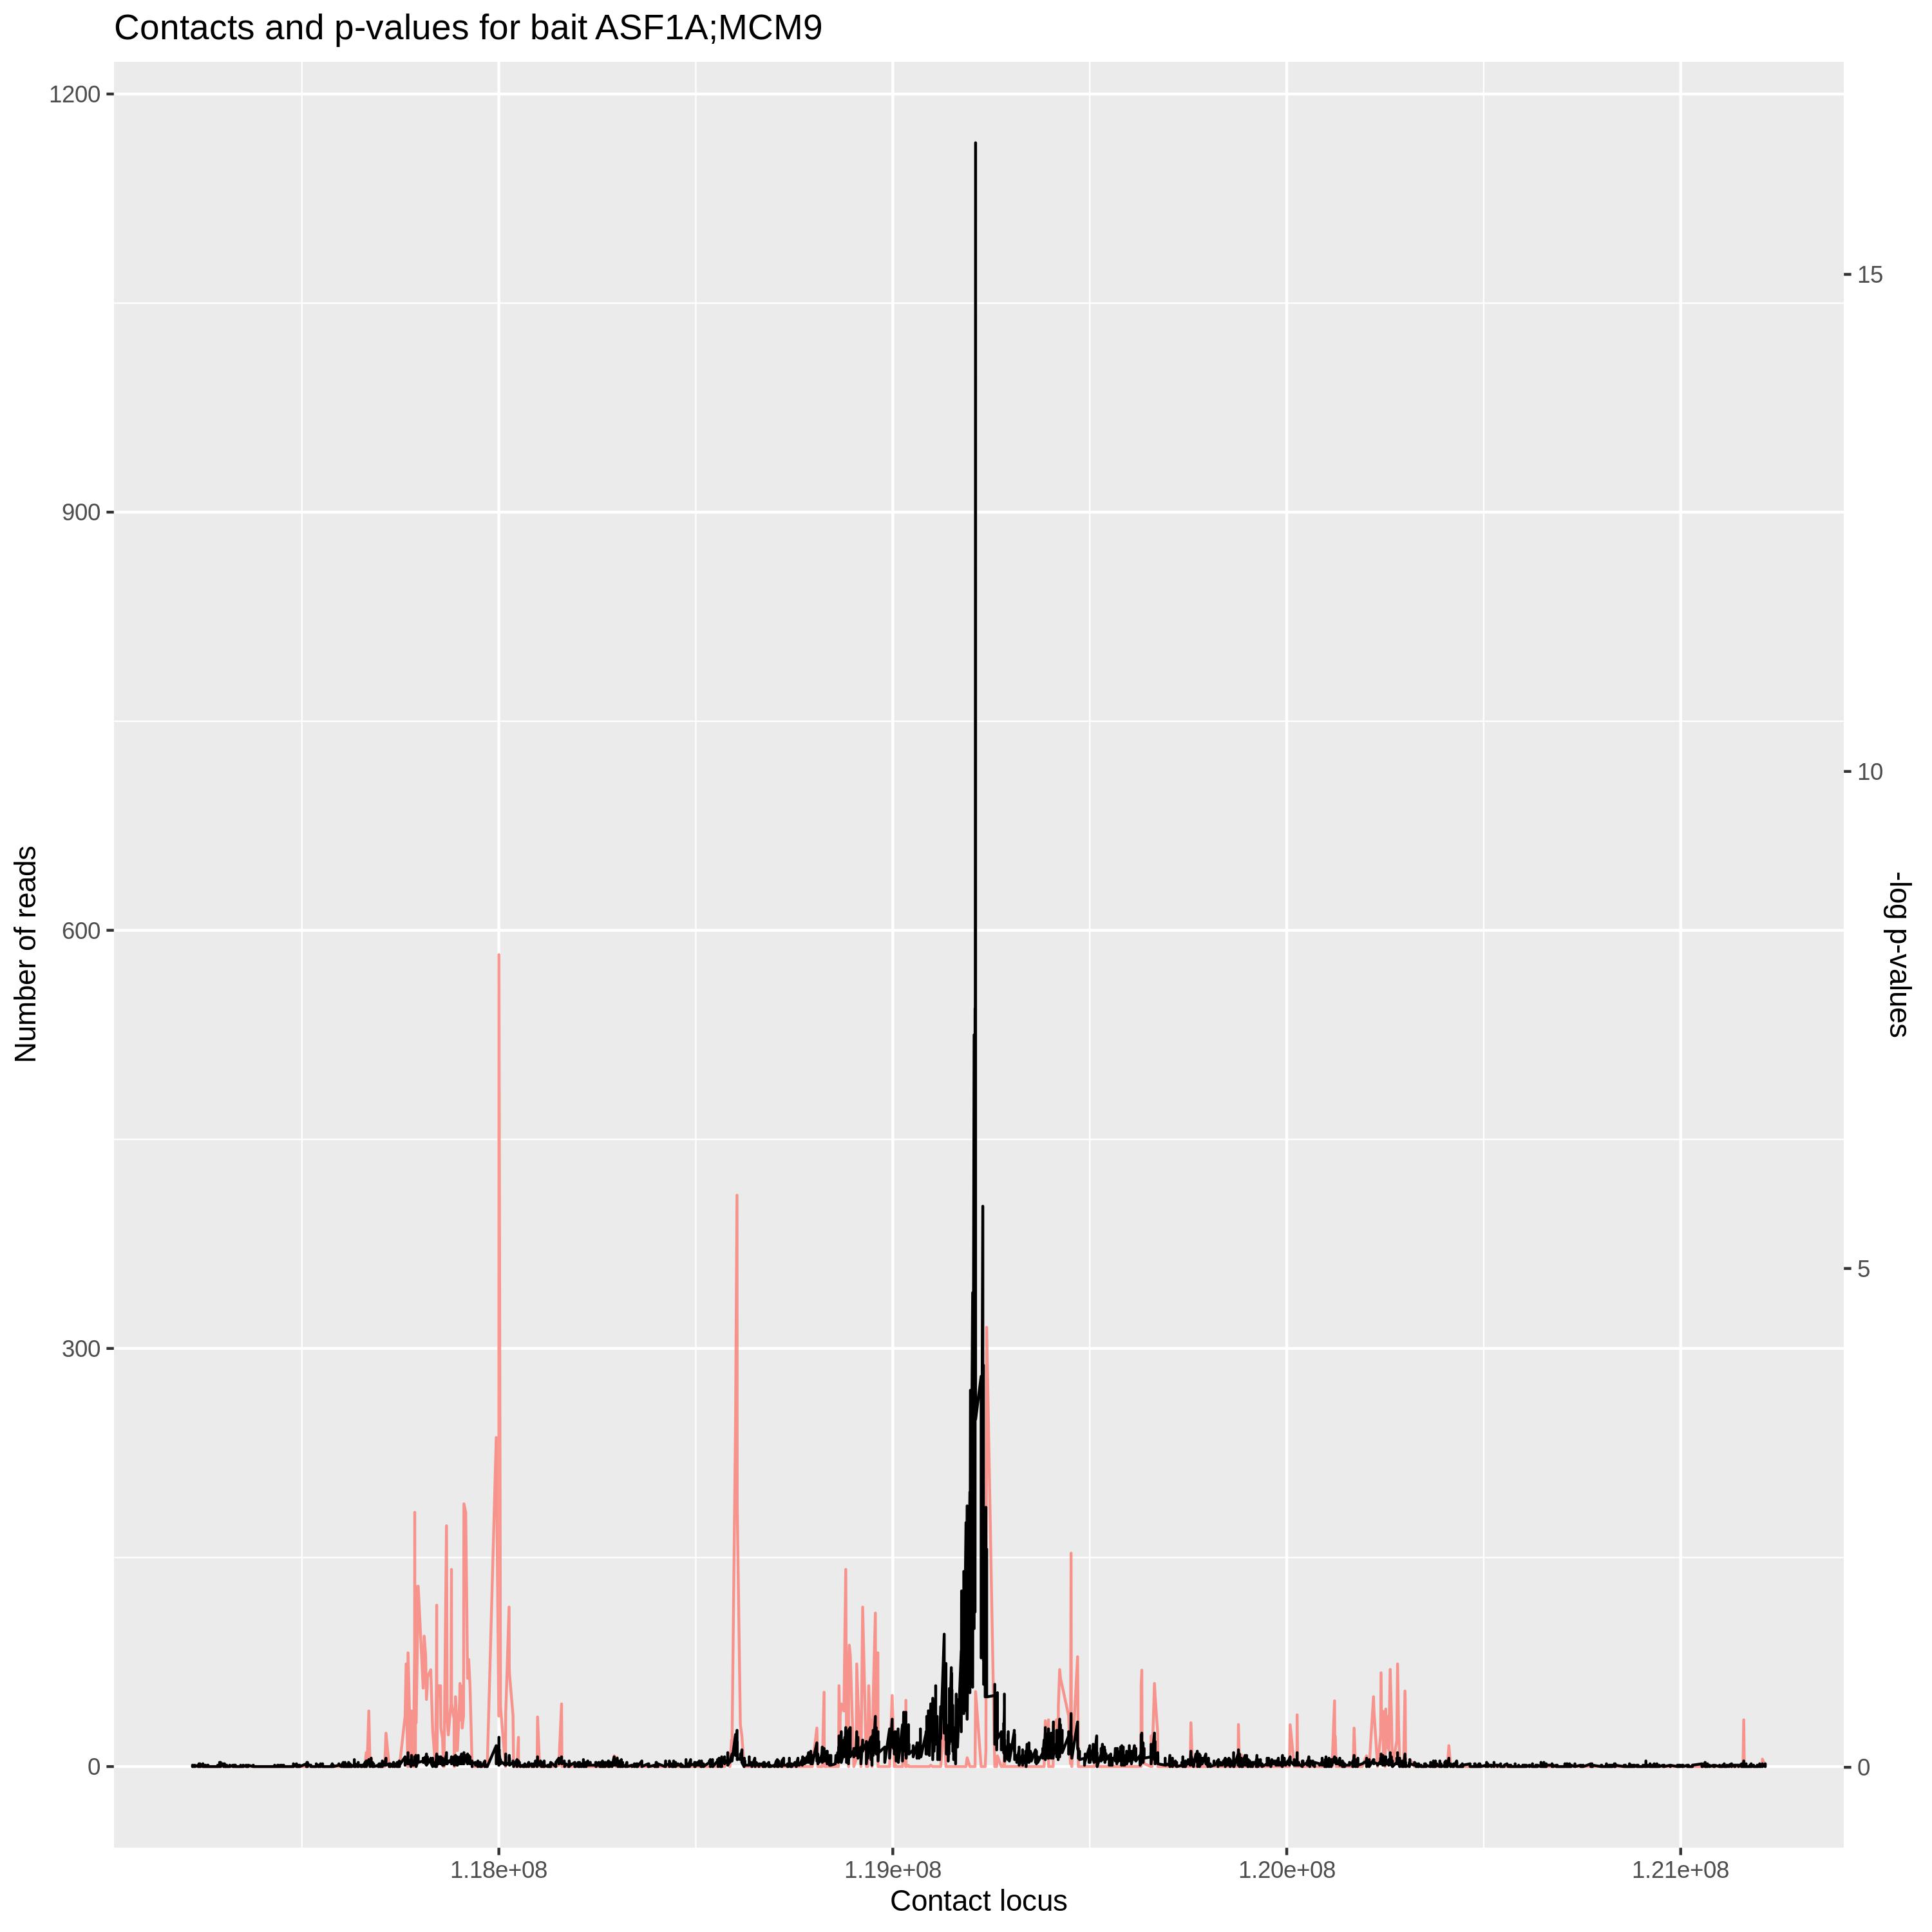 Contacts and p-values for bait ASF1A;MCM9
1200
900
600
300
0
Number of reads
15
10
5
0
-log p-values
1.18e+08
1.19e+08
1.20e+08
1.21e+08
Contact locus